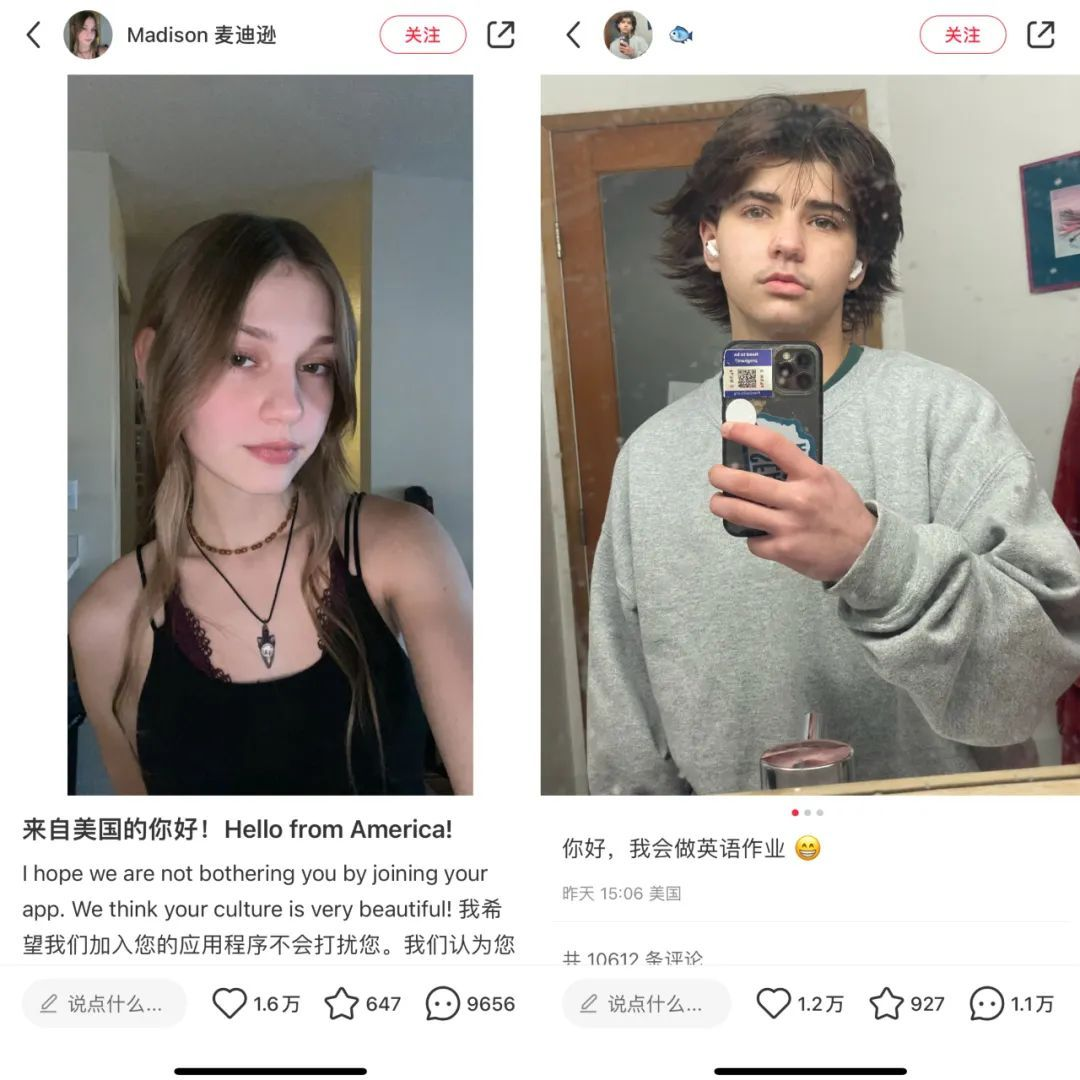 Madison 麦迪逊
关注
来自美国的你好！Hello from America!
I hope we are not bothering you by joining your
app. We think your culture is very beautiful! 我希
望我们加入您的应用程序不会打扰您。我们认为您
说点什么...
1.6万
647
9656
关注
你好，我会做英语作业 😁
昨天 15:06 美国
共 10612 条评论
说点什么...
1.2万
927
1.1万